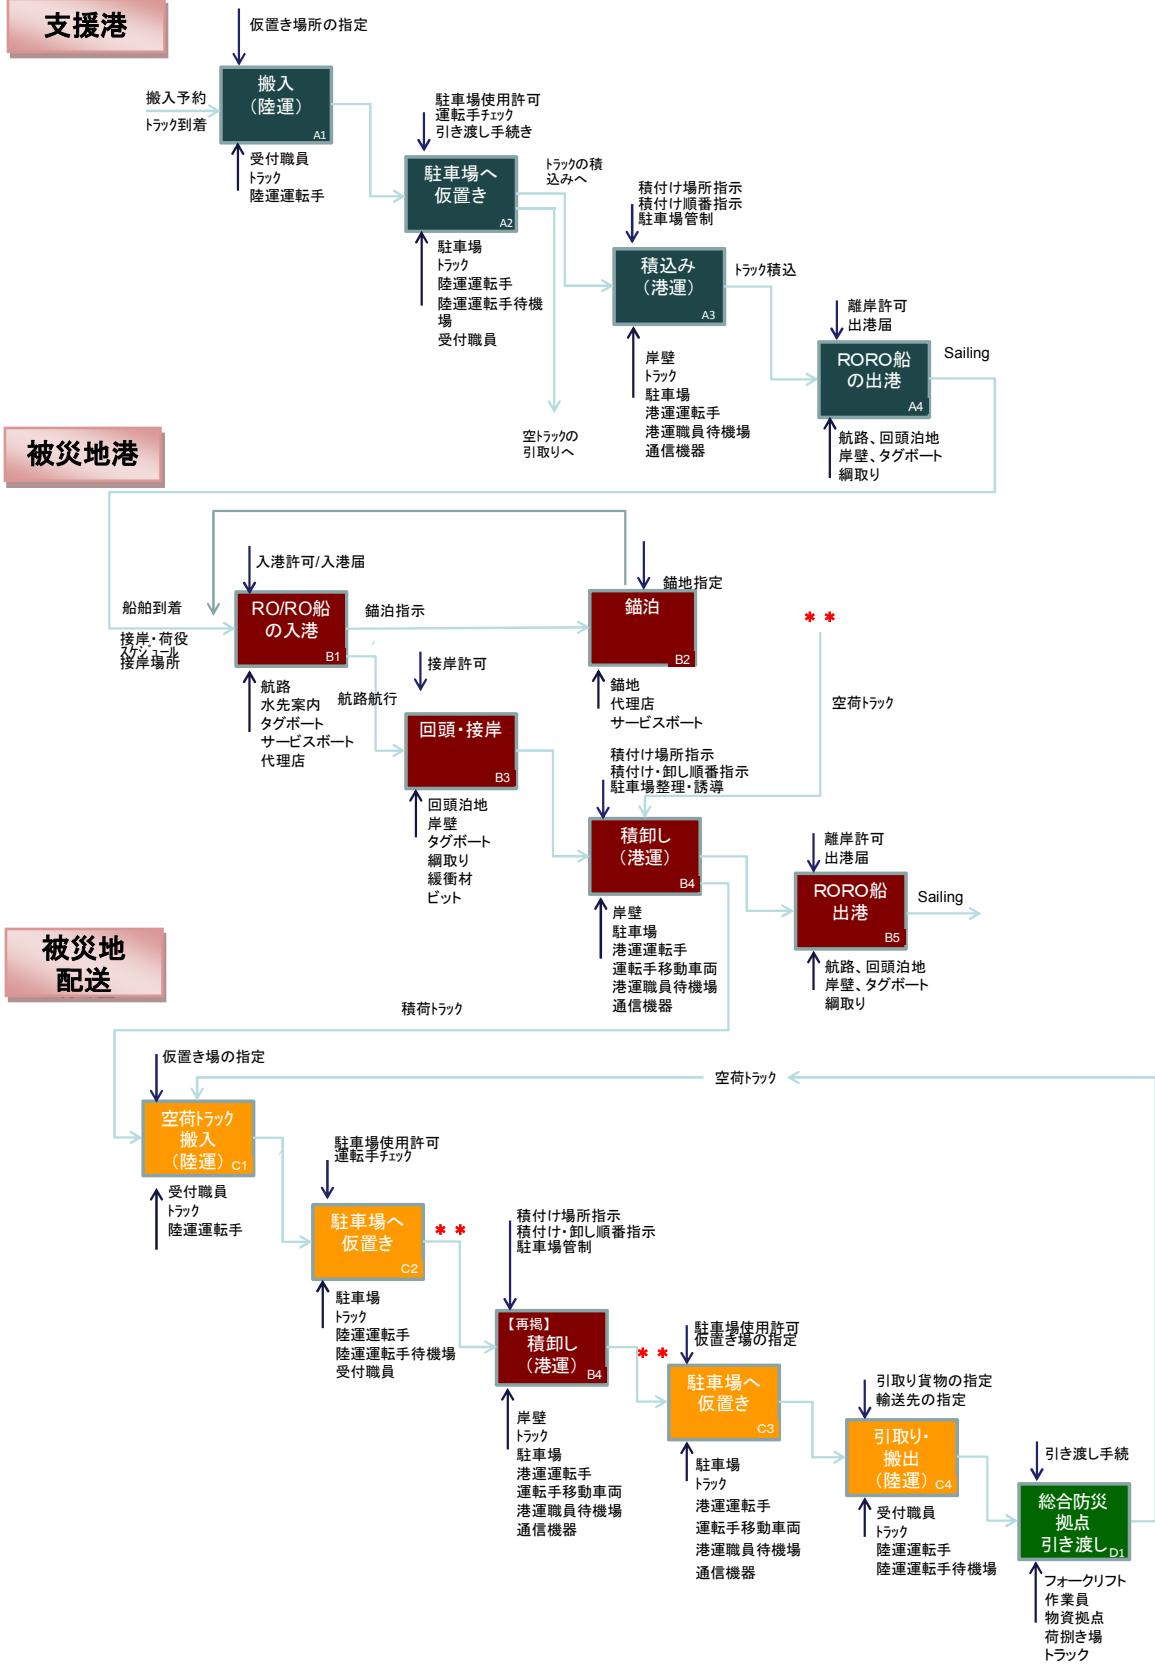 支援港
仮置き場所の指定
搬入予約
トラック到着
搬入
（陸運）
A1
受付職員
トラック
陸運運転手
駐車場使用許可
運転手チェック
引き渡し手続き
駐車場へ
仮置き
A2
駐車場
トラック
陸運運転手
陸運運転手待機
場
受付職員
トラックの積
込みへ
空トラックの
引取りへ
積付け場所指示
積付け順番指示
駐車場管制
積込み
（港運）
A3
岸壁
トラック
駐車場
港運運転手
港運職員待機場
通信機器
トラック積込
離岸許可
出港届
RORO船
の出港
A4
航路、回頭泊地
岸壁、タグボート
綱取り
Sailing
被災地港
船舶到着
接岸・荷役
スケジュール
接岸場所
入港許可/入港届
RO/RO船
の入港
B1
航路
水先案内
タグボート
サービスボート
代理店
錨泊指示
航路航行
錨地指定
錨泊
B2
錨地
代理店
サービスボート
接岸許可
回頭・接岸
B3
回頭泊地
岸壁
タグボート
綱取り
緩衝材
ビット
＊＊
空荷トラック
積付け場所指示
積付け・卸し順番指示
駐車場整理・誘導
積卸し
（港運）
B4
岸壁
駐車場
港運運転手
運転手移動車両
港運職員待機場
通信機器
離岸許可
出港届
RORO船
出港
B5
航路、回頭泊地
岸壁、タグボート
綱取り
Sailing
被災地
配送
積荷トラック
空荷トラック
仮置き場の指定
空荷トラック
搬入
（陸運）
C1
受付職員
トラック
陸運運転手
駐車場使用許可
運転手チェック
駐車場へ
仮置き
C2
駐車場
トラック
陸運運転手
陸運運転手待機場
受付職員
＊＊
積付け場所指示
積付け・卸し順番指示
駐車場管制
【再掲】
積卸し
（港運）
B4
岸壁
トラック
駐車場
港運運転手
運転手移動車両
港運職員待機場
通信機器
＊＊
駐車場使用許可
仮置き場の指定
駐車場へ
仮置き
C3
駐車場
トラック
港運運転手
運転手移動車両
港運職員待機場
通信機器
引取り貨物の指定
輸送先の指定
引取り・
搬出
（陸運）
C4
受付職員
トラック
陸運運転手
陸運運転手待機場
引き渡し手続
総合防災
拠点
引き渡し
D1
フォークリフト
作業員
物資拠点
荷捌き場
トラック